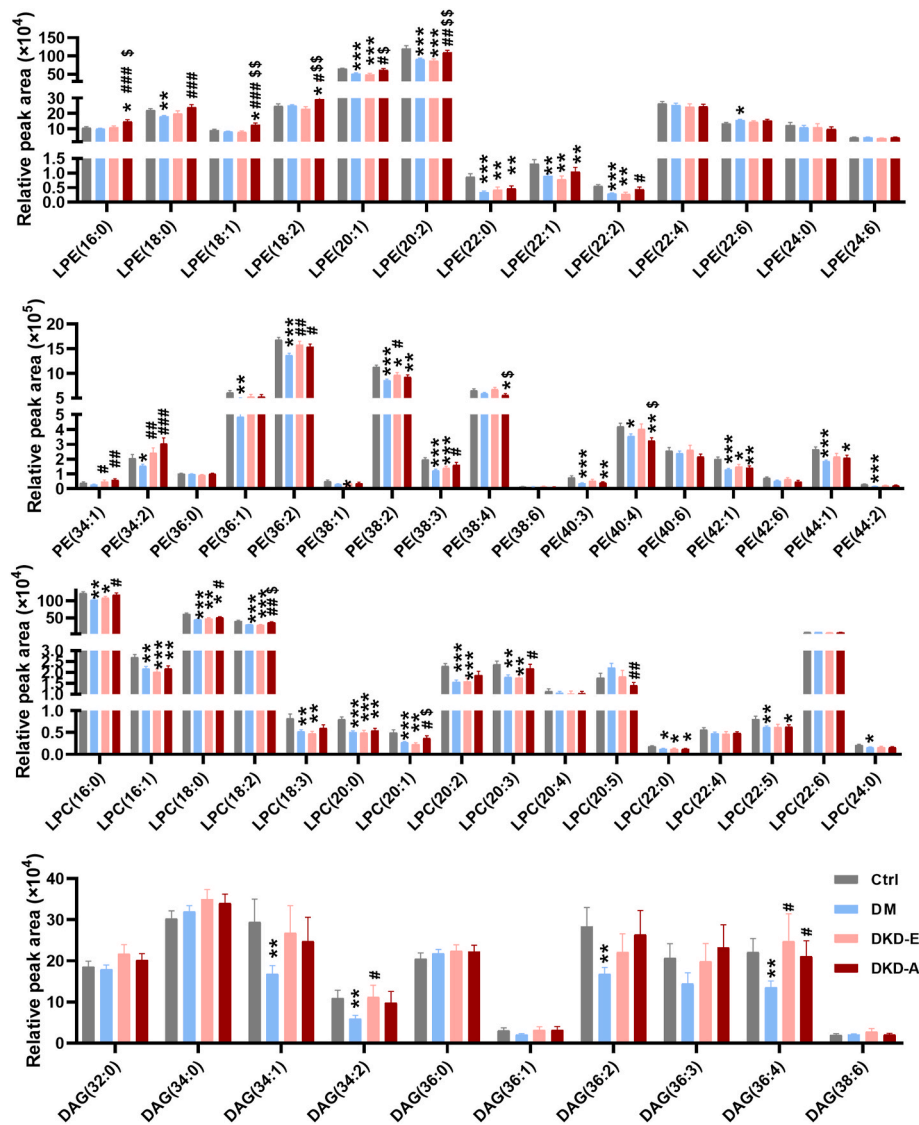 Relative peak area (×10⁴)
100
50
30
20
10
1.5
1.0
0.5
0.0
* ### $
** ###
* ### $$
* # $$
*** *** # $$
*** *** ## $$
*** ** **
** ** **
*** ** #
*
LPE(16:0) LPE(18:0) LPE(18:1) LPE(18:2) LPE(20:1) LPE(20:2) LPE(22:0) LPE(22:1) LPE(22:2) LPE(22:4) LPE(22:6) LPE(24:0) LPE(24:6)
Relative peak area (×10⁵)
20
15
10
5
5
4
3
2
1
0
# ##
* ## ###
**
*** ## #
*
*** * # **
*** *** #
* $
*** **
* ** $
*** * **
*** *
***
PE(34:1) PE(34:2) PE(36:0) PE(36:1) PE(36:2) PE(38:1) PE(38:2) PE(38:3) PE(38:4) PE(38:6) PE(40:3) PE(40:4) PE(40:6) PE(42:1) PE(42:6) PE(44:1) PE(44:2)
Relative peak area (×10⁴)
100
50
3.0
2.5
2.0
1.5
1.0
1.0
0.5
0.0
** * #
** *** **
*** *** * #
*** *** ## $
** **
*** *** **
*** ** # $
*** ***
** ** #
##
* * *
** *
*
LPC(16:0) LPC(16:1) LPC(18:0) LPC(18:2) LPC(18:3) LPC(20:0) LPC(20:1) LPC(20:2) LPC(20:3) LPC(20:4) LPC(20:5) LPC(22:0) LPC(22:4) LPC(22:5) LPC(22:6) LPC(24:0)
Relative peak area (×10⁴)
40
30
20
10
0
**
** #
**
** # #
Ctrl
DM
DKD-E
DKD-A
DAG(32:0) DAG(34:0) DAG(34:1) DAG(34:2) DAG(36:0) DAG(36:1) DAG(36:2) DAG(36:3) DAG(36:4) DAG(38:6)